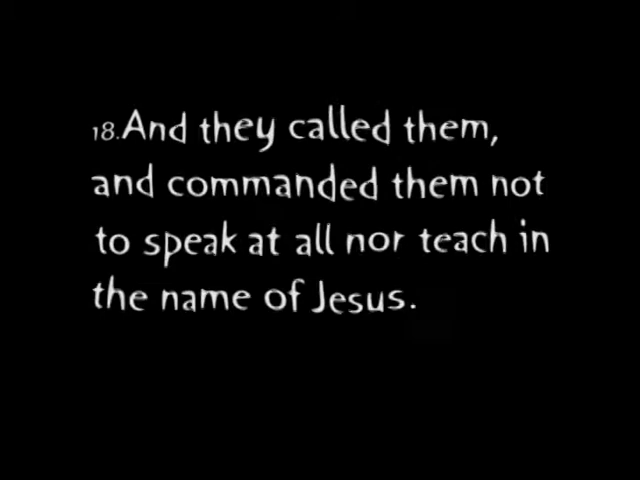 18.And they called them,
and commanded them not
to speak at all nor teach in
the name of Jesus.